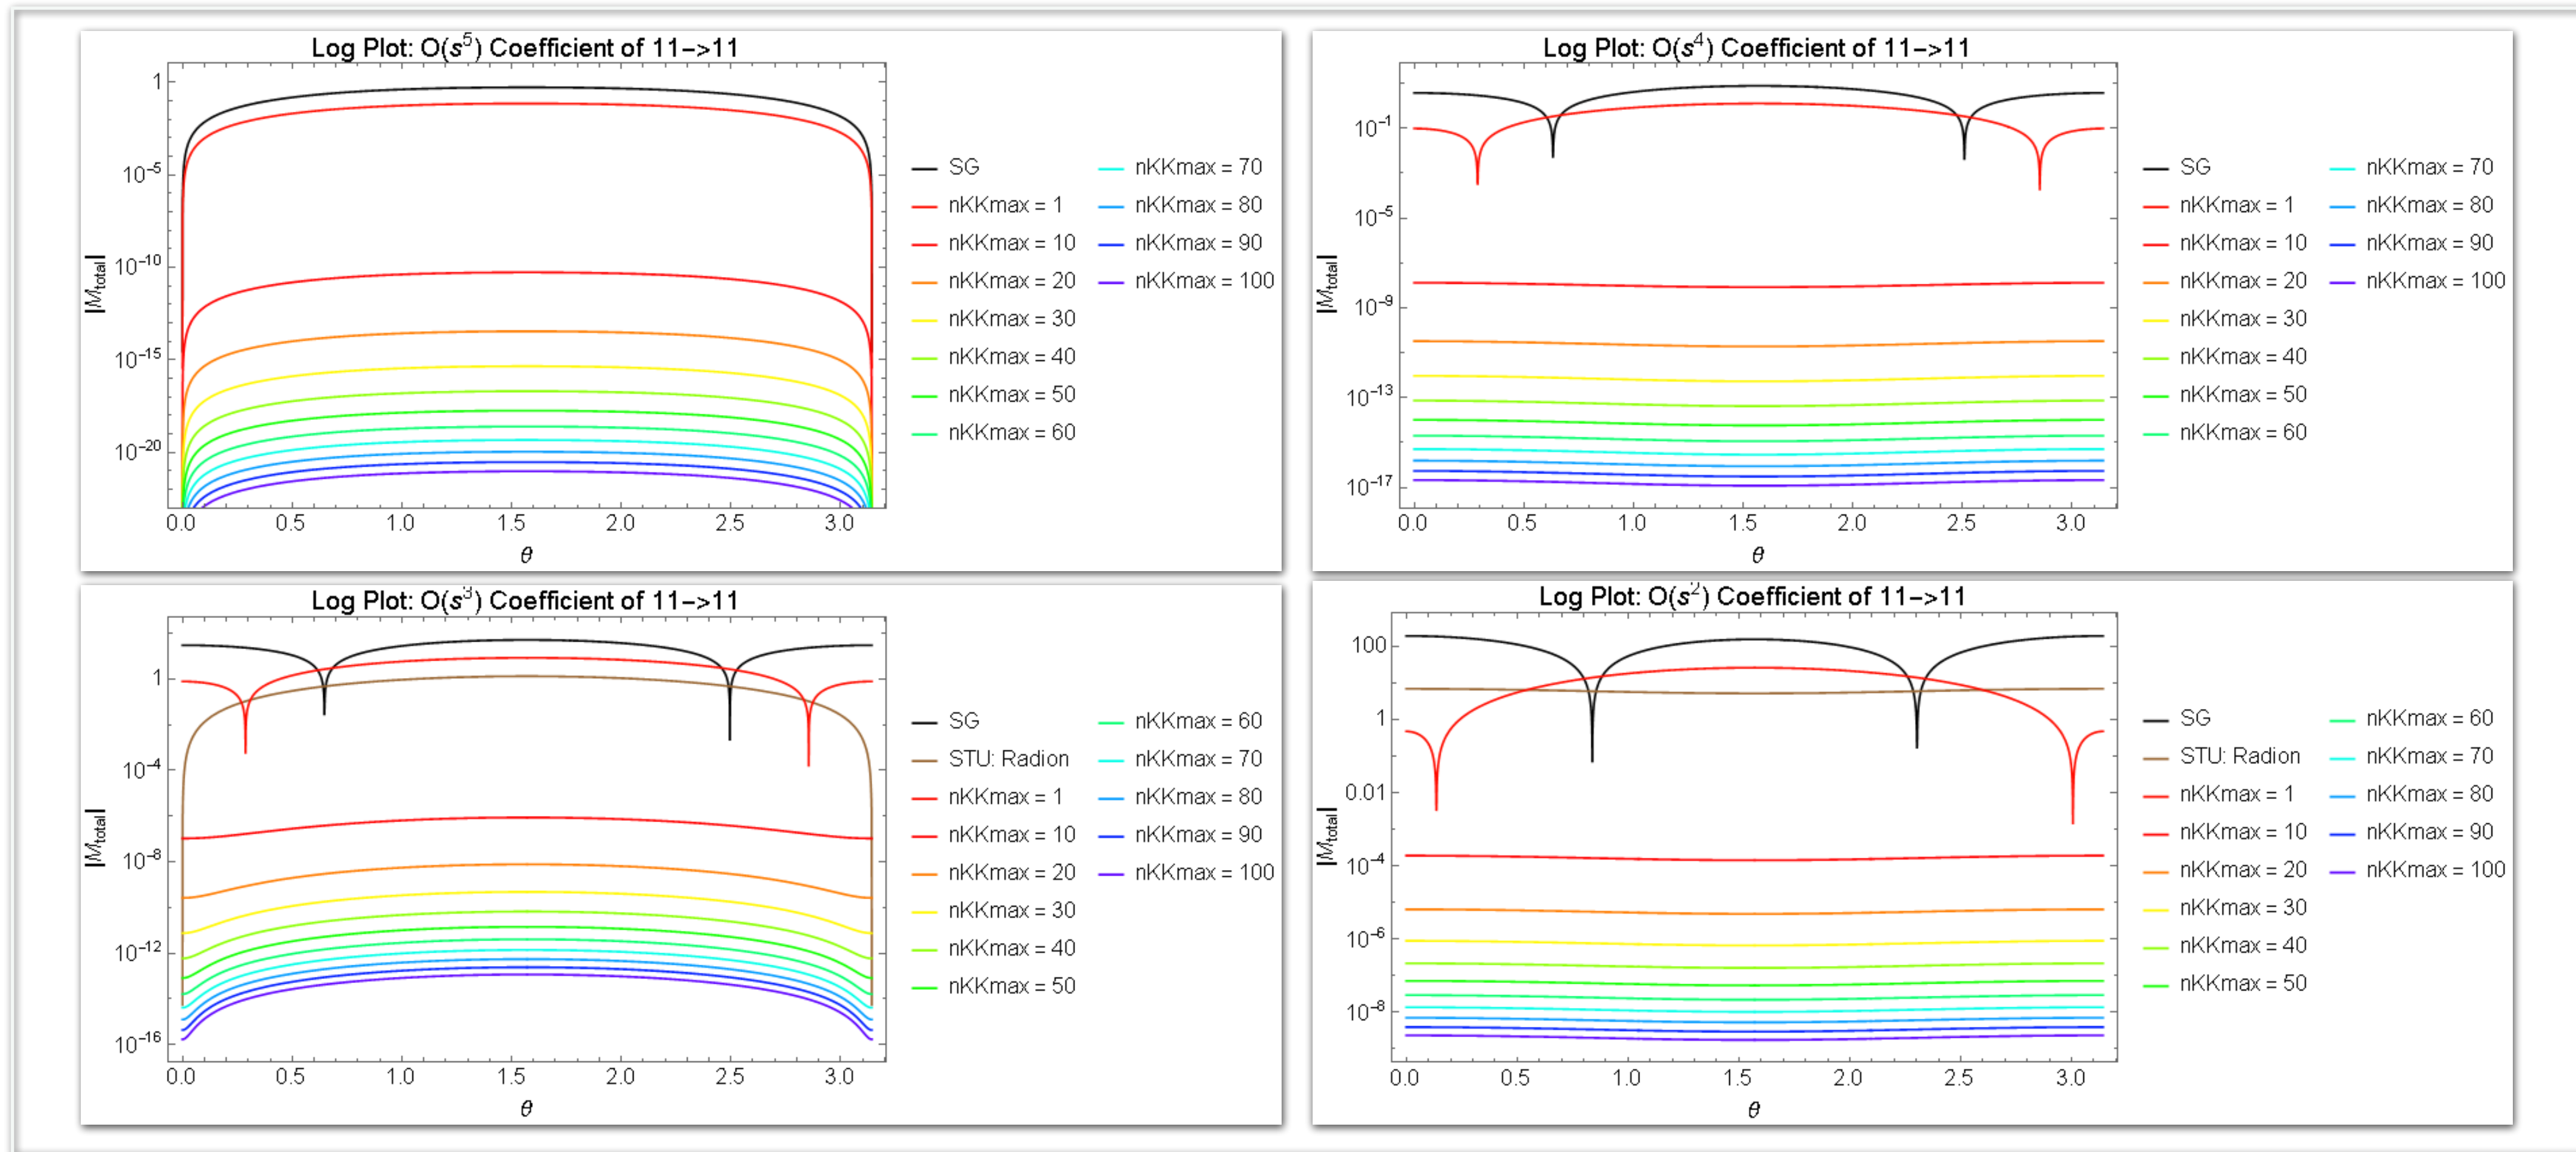 Log Plot: O(s^5) Coefficient of 11->11
|M_total|
1
10^-5
10^-10
10^-15
10^-20
0.0 0.5 1.0 1.5 2.0 2.5 3.0
θ
SG
nKKmax = 1
nKKmax = 10
nKKmax = 20
nKKmax = 30
nKKmax = 40
nKKmax = 50
nKKmax = 60
nKKmax = 70
nKKmax = 80
nKKmax = 90
nKKmax = 100
Log Plot: O(s^4) Coefficient of 11->11
|M_total|
10^-1
10^-5
10^-9
10^-13
10^-17
0.0 0.5 1.0 1.5 2.0 2.5 3.0
θ
SG
nKKmax = 1
nKKmax = 10
nKKmax = 20
nKKmax = 30
nKKmax = 40
nKKmax = 50
nKKmax = 60
nKKmax = 70
nKKmax = 80
nKKmax = 90
nKKmax = 100
Log Plot: O(s^3) Coefficient of 11->11
|M_total|
1
10^-4
10^-8
10^-12
10^-16
0.0 0.5 1.0 1.5 2.0 2.5 3.0
θ
SG
STU: Radion
nKKmax = 1
nKKmax = 10
nKKmax = 20
nKKmax = 30
nKKmax = 40
nKKmax = 50
nKKmax = 60
nKKmax = 70
nKKmax = 80
nKKmax = 90
nKKmax = 100
Log Plot: O(s^2) Coefficient of 11->11
|M_total|
100
1
0.01
10^-4
10^-6
10^-8
0.0 0.5 1.0 1.5 2.0 2.5 3.0
θ
SG
STU: Radion
nKKmax = 1
nKKmax = 10
nKKmax = 20
nKKmax = 30
nKKmax = 40
nKKmax = 50
nKKmax = 60
nKKmax = 70
nKKmax = 80
nKKmax = 90
nKKmax = 100